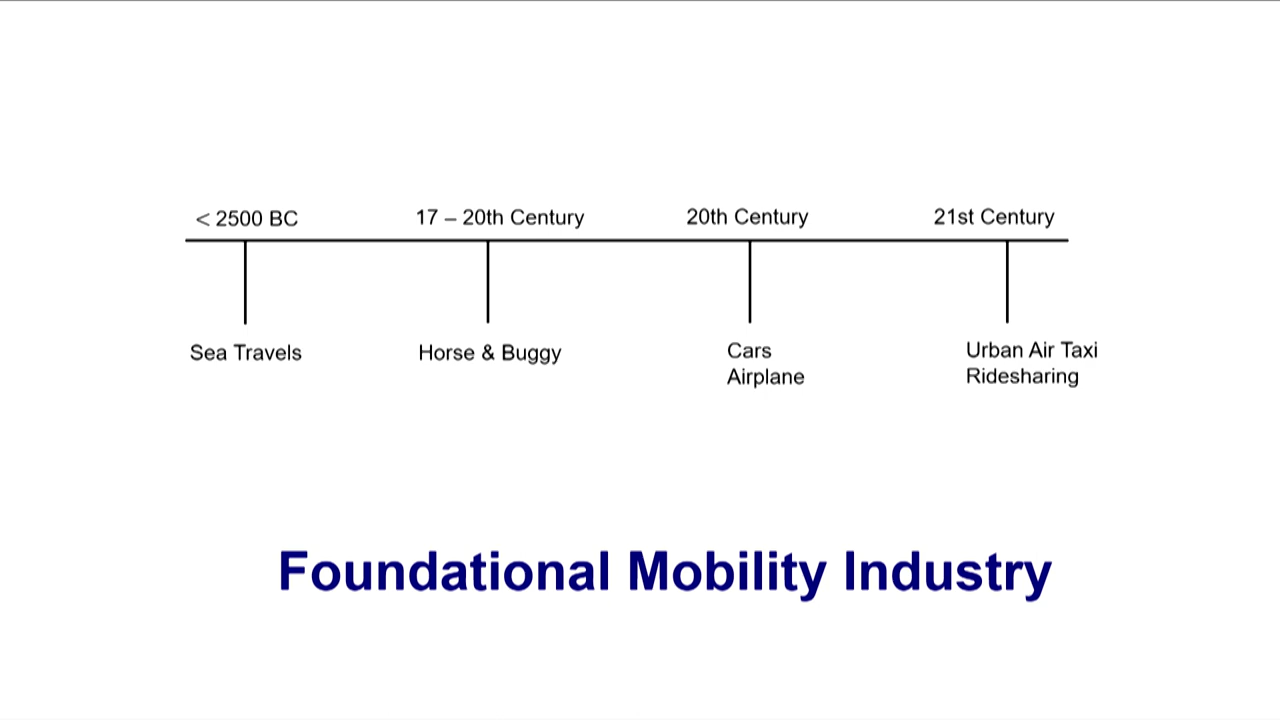 < 2500 BC
17 – 20th Century
20th Century
21st Century
Sea Travels
Horse & Buggy
Cars
Airplane
Urban Air Taxi
Ridesharing
Foundational Mobility Industry